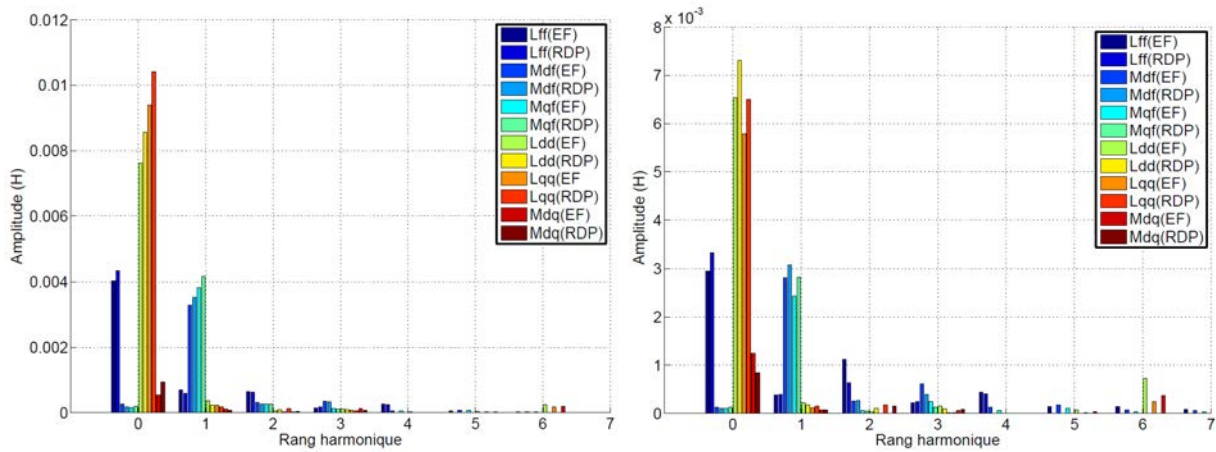 0.012
0.01
0.008
0.006
0.004
0.002
0
Amplitude (H)
0 1 2 3 4 5 6 7
Rang harmonique
Lff(EF)
Lff(RDP)
Mdf(EF)
Mdf(RDP)
Mqf(EF)
Mqf(RDP)
Ldd(EF)
Ldd(RDP)
Lqq(EF
Lqq(RDP)
Mdq(EF)
Mdq(RDP)
x 10⁻³
8
7
6
5
4
3
2
1
0
Amplitude (H)
0 1 2 3 4 5 6 7
Rang harmonique
Lff(EF)
Lff(RDP)
Mdf(EF)
Mdf(RDP)
Mqf(EF)
Mqf(RDP)
Ldd(EF)
Ldd(RDP)
Lqq(EF)
Lqq(RDP)
Mdq(EF)
Mdq(RDP)